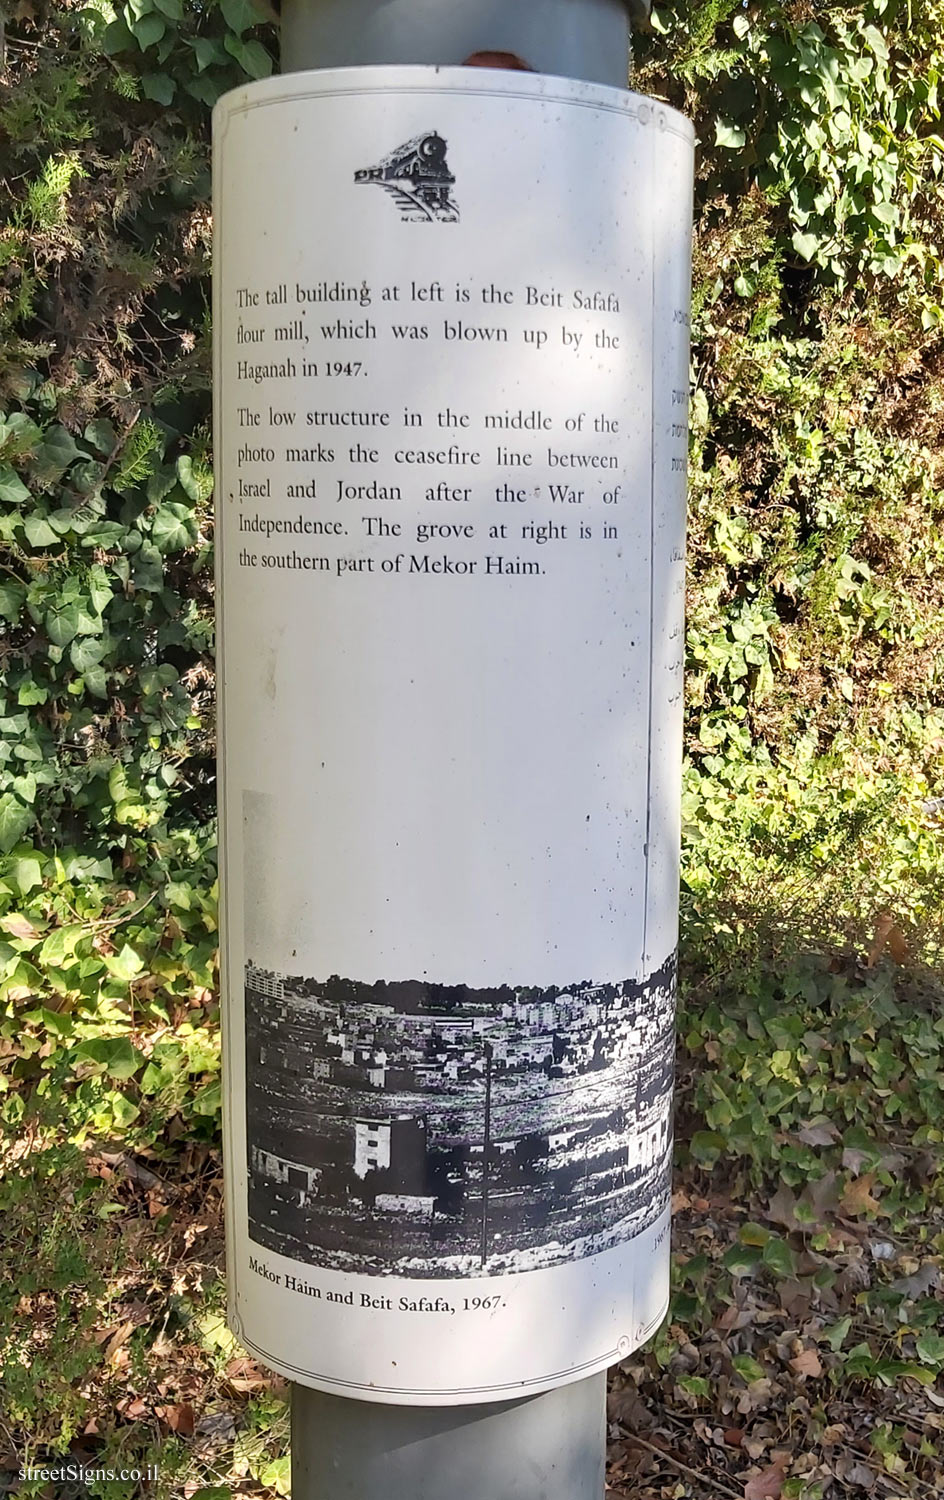 The tall building at left is the Beit Safafa
flour mill, which was blown up by the
Haganah in 1947.
The low structure in the middle of the
photo marks the ceasefire line between
Israel and Jordan after the War of
Independence. The grove at right is in
the southern part of Mekor Haim.
Mekor Haim and Beit Safafa, 1967.
streetSigns.co.il